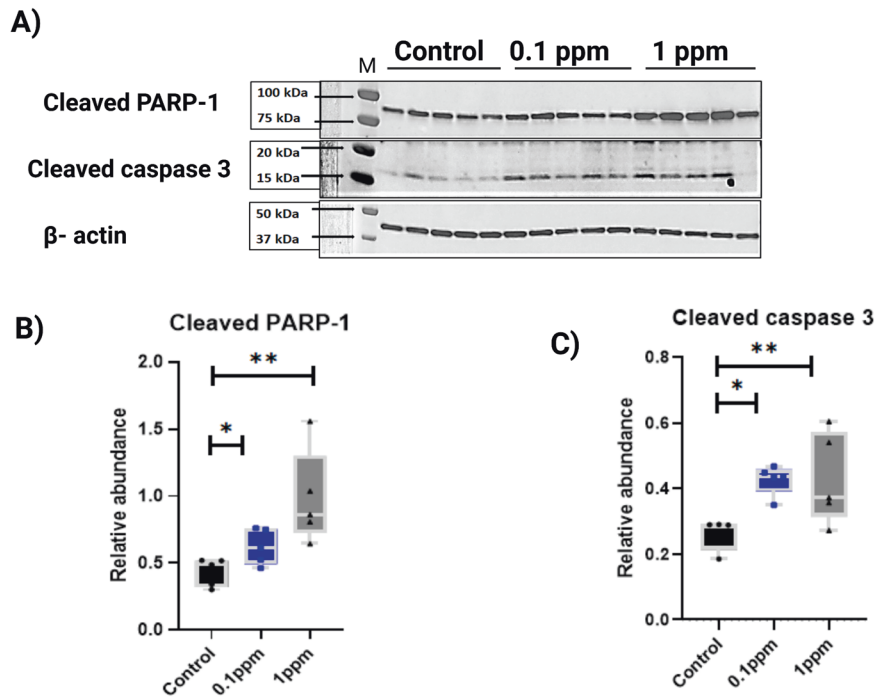 A)
Control 0.1 ppm 1 ppm
M
Cleaved PARP-1
100 kDa
75 kDa
Cleaved caspase 3
20 kDa
15 kDa
β- actin
50 kDa
37 kDa
B)
Cleaved PARP-1
Relative abundance
2.0
1.5
1.0
0.5
0.0
**
*
Control
0.1ppm
1ppm
C)
Cleaved caspase 3
Relative abundance
0.8
0.6
0.4
0.2
0.0
**
*
Control
0.1ppm
1ppm